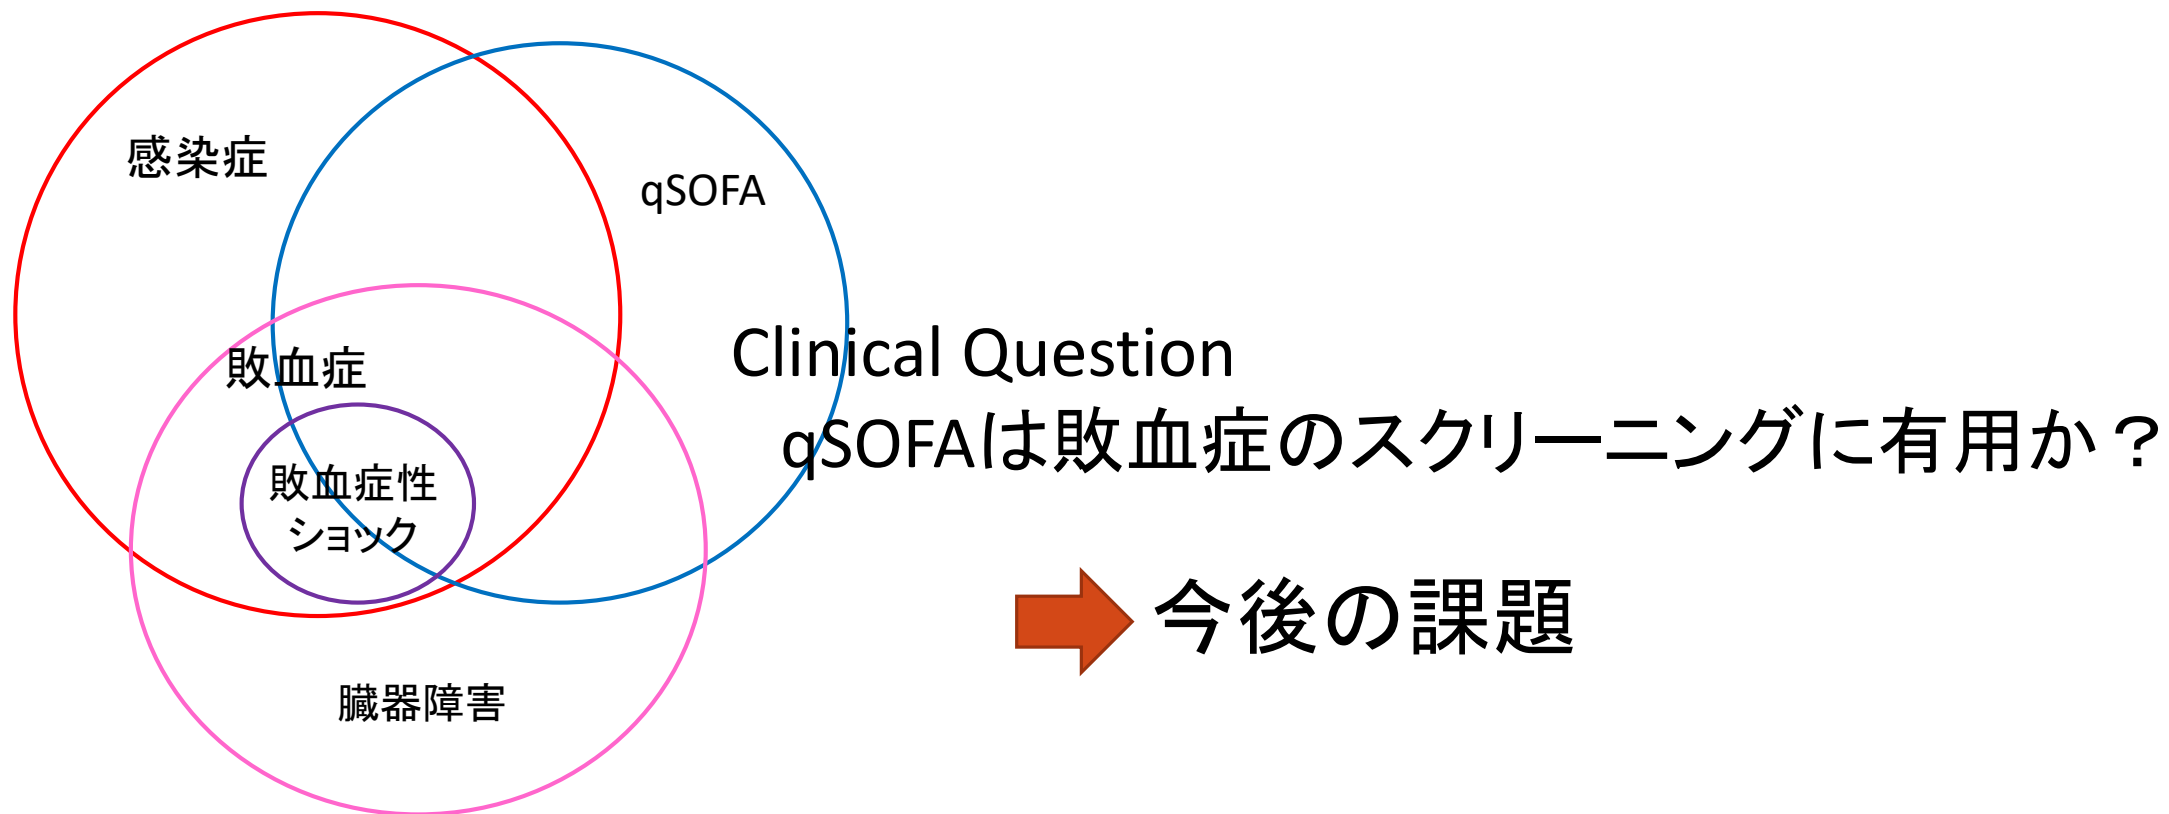 感染症
qSOFA
敗血症
敗血症性
ショック
臓器障害
Clinical Question
qSOFAは敗血症のスクリーニングに有用か？
今後の課題